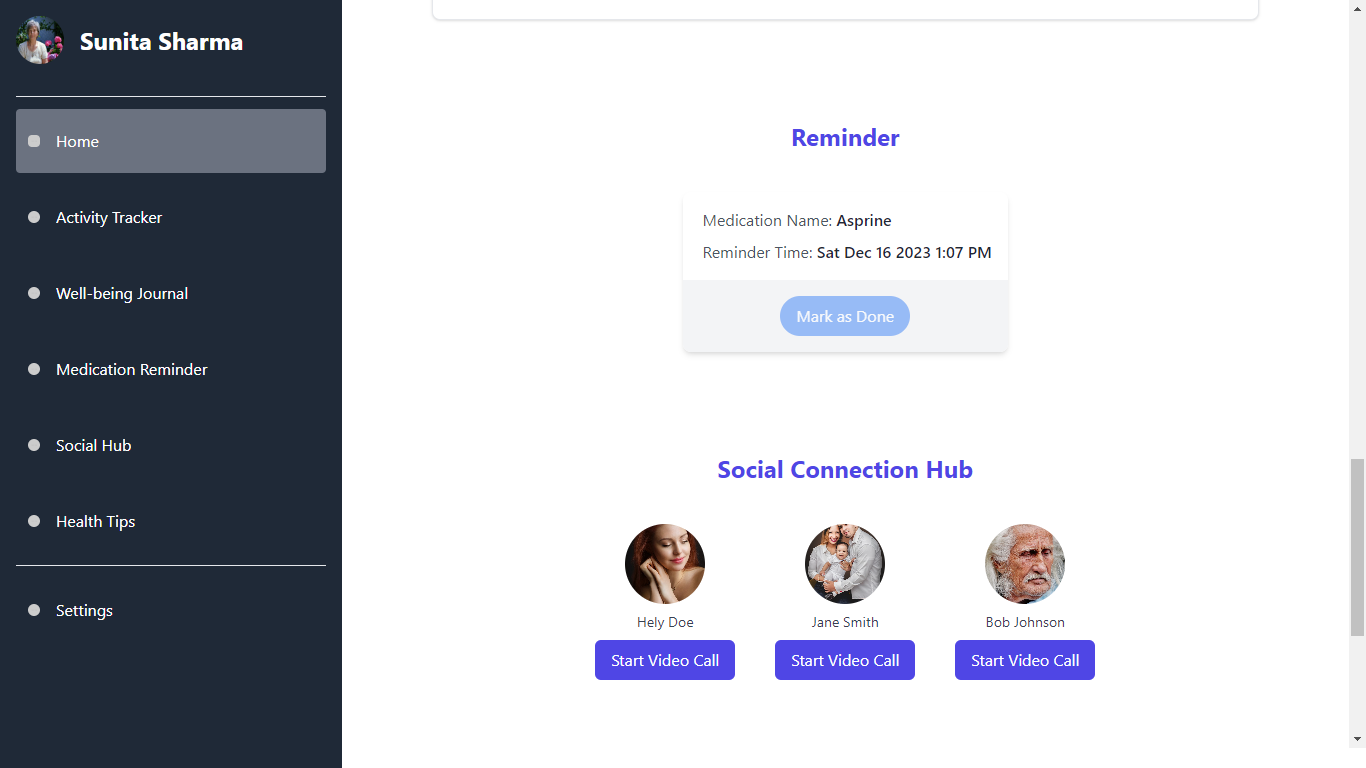 Sunita Sharma
Home
Activity Tracker
Well-being Journal
Medication Reminder
Social Hub
Health Tips
Settings
Reminder
Medication Name: Asprine
Reminder Time: Sat Dec 16 2023 1:07 PM
Mark as Done
Social Connection Hub
Hely Doe
Jane Smith
Bob Johnson
Start Video Call
Start Video Call
Start Video Call